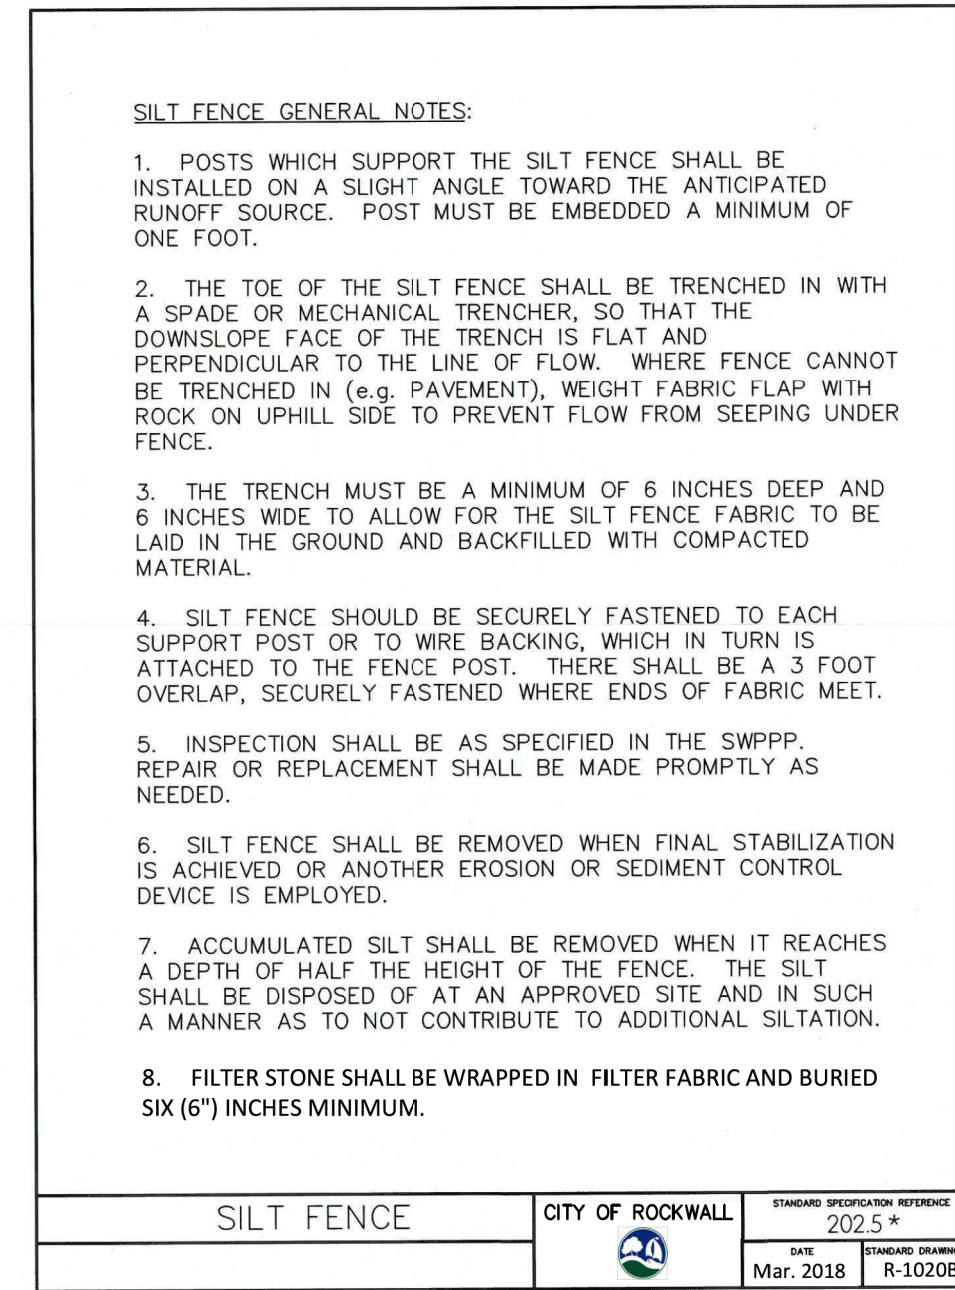 SILT FENCE GENERAL NOTES:
1. POSTS WHICH SUPPORT THE SILT FENCE SHALL BE
INSTALLED ON A SLIGHT ANGLE TOWARD THE ANTICIPATED
RUNOFF SOURCE. POST MUST BE EMBEDDED A MINIMUM OF
ONE FOOT.
2. THE TOE OF THE SILT FENCE SHALL BE TRENCHED IN WITH
A SPADE OR MECHANICAL TRENCHER, SO THAT THE
DOWNSLOPE FACE OF THE TRENCH IS FLAT AND
PERPENDICULAR TO THE LINE OF FLOW. WHERE FENCE CANNOT
BE TRENCHED IN (e.g. PAVEMENT), WEIGHT FABRIC FLAP WITH
ROCK ON UPHILL SIDE TO PREVENT FLOW FROM SEEPING UNDER
FENCE.
3. THE TRENCH MUST BE A MINIMUM OF 6 INCHES DEEP AND
6 INCHES WIDE TO ALLOW FOR THE SILT FENCE FABRIC TO BE
LAID IN THE GROUND AND BACKFILLED WITH COMPACTED
MATERIAL.
4. SILT FENCE SHOULD BE SECURELY FASTENED TO EACH
SUPPORT POST OR TO WIRE BACKING, WHICH IN TURN IS
ATTACHED TO THE FENCE POST. THERE SHALL BE A 3 FOOT
OVERLAP, SECURELY FASTENED WHERE ENDS OF FABRIC MEET.
5. INSPECTION SHALL BE AS SPECIFIED IN THE SWPPP.
REPAIR OR REPLACEMENT SHALL BE MADE PROMPTLY AS
NEEDED.
6. SILT FENCE SHALL BE REMOVED WHEN FINAL STABILIZATION
IS ACHIEVED OR ANOTHER EROSION OR SEDIMENT CONTROL
DEVICE IS EMPLOYED.
7. ACCUMULATED SILT SHALL BE REMOVED WHEN IT REACHES
A DEPTH OF HALF THE HEIGHT OF THE FENCE. THE SILT
SHALL BE DISPOSED OF AT AN APPROVED SITE AND IN SUCH
A MANNER AS TO NOT CONTRIBUTE TO ADDITIONAL SILTATION.
8. FILTER STONE SHALL BE WRAPPED IN FILTER FABRIC AND BURIED
SIX (6") INCHES MINIMUM.
SILT FENCE
CITY OF ROCKWALL
STANDARD SPECIFICATION REFERENCE
202.5 *
DATE
Mar. 2018
STANDARD DRAWING
R-1020B